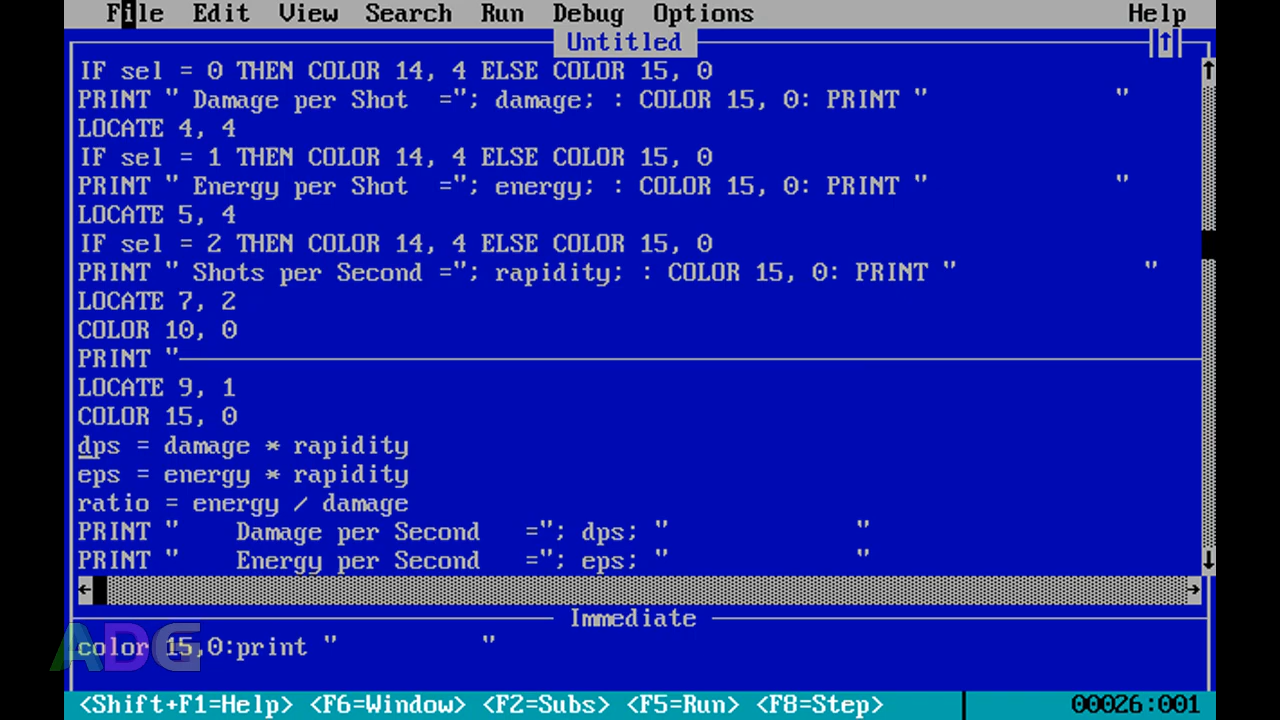 File Edit View Search Run Debug Options Help
Untitled
IF sel = 0 THEN COLOR 14, 4 ELSE COLOR 15, 0
PRINT " Damage per Shot  ="; damage; : COLOR 15, 0: PRINT "             "
LOCATE 4, 4
IF sel = 1 THEN COLOR 14, 4 ELSE COLOR 15, 0
PRINT " Energy per Shot  ="; energy; : COLOR 15, 0: PRINT "             "
LOCATE 5, 4
IF sel = 2 THEN COLOR 14, 4 ELSE COLOR 15, 0
PRINT " Shots per Second ="; rapidity; : COLOR 15, 0: PRINT "             "
LOCATE 7, 2
COLOR 10, 0
PRINT "───────────────────────────────────────────────────────────────────────
LOCATE 9, 1
COLOR 15, 0
dps = damage * rapidity
eps = energy * rapidity
ratio = energy / damage
PRINT "    Damage per Second   ="; dps; "             "
PRINT "    Energy per Second   ="; eps; "             "
Immediate
color 15,0:print "          "
ADG
<Shift+F1=Help> <F6=Window> <F2=Subs> <F5=Run> <F8=Step> 00026:001